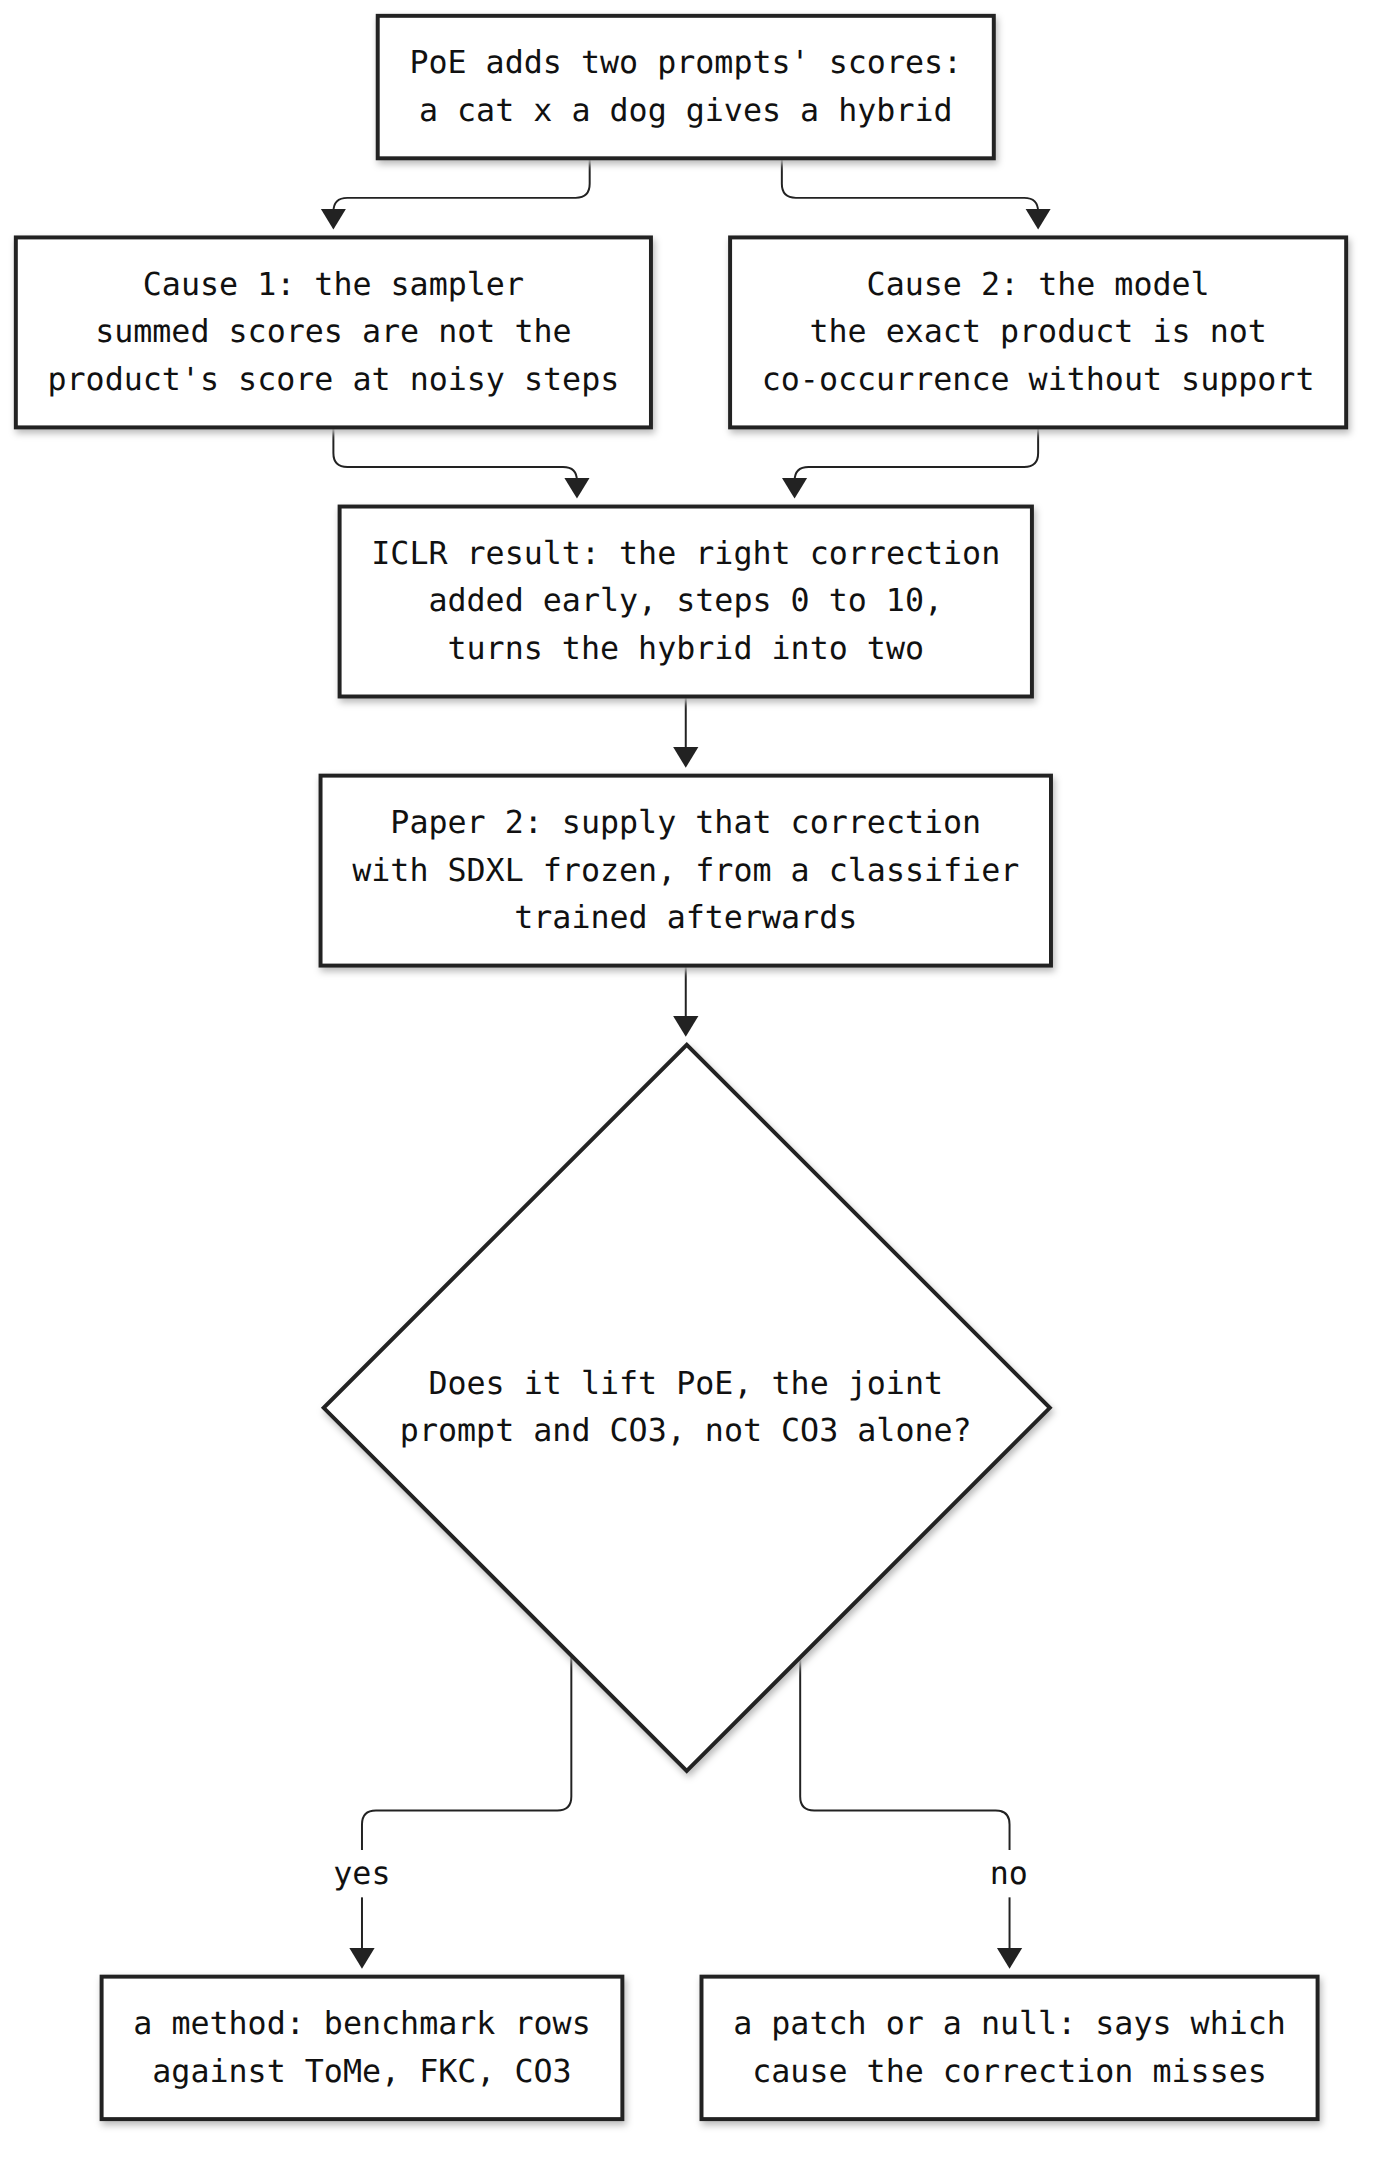 PoE adds two prompts' scores:
a cat x a dog gives a hybrid
Cause 1: the sampler
summed scores are not the
product's score at noisy steps
Cause 2: the model
the exact product is not
co-occurrence without support
ICLR result: the right correction
added early, steps 0 to 10,
turns the hybrid into two
Paper 2: supply that correction
with SDXL frozen, from a classifier
trained afterwards
Does it lift PoE, the joint
prompt and CO3, not CO3 alone?
yes
no
a method: benchmark rows
against ToMe, FKC, CO3
a patch or a null: says which
cause the correction misses